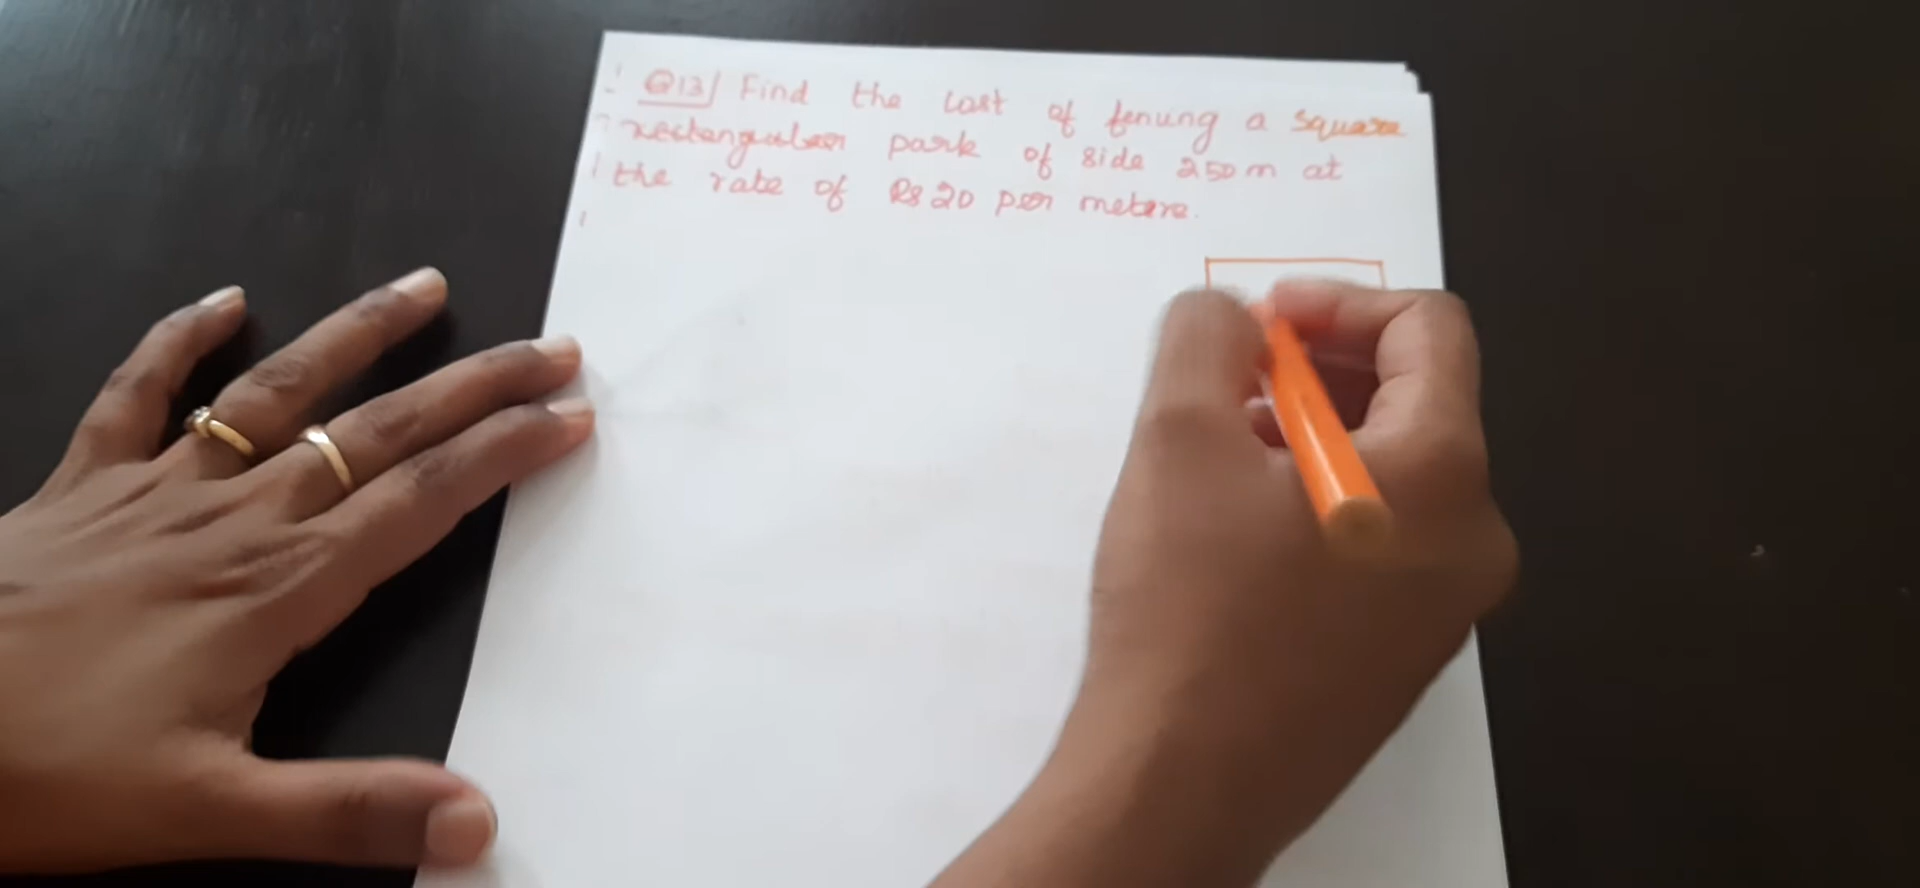 Q13/ Find the cost of fencing a square
rectangular park of side 250 m at
the rate of Rs 20 per metre.